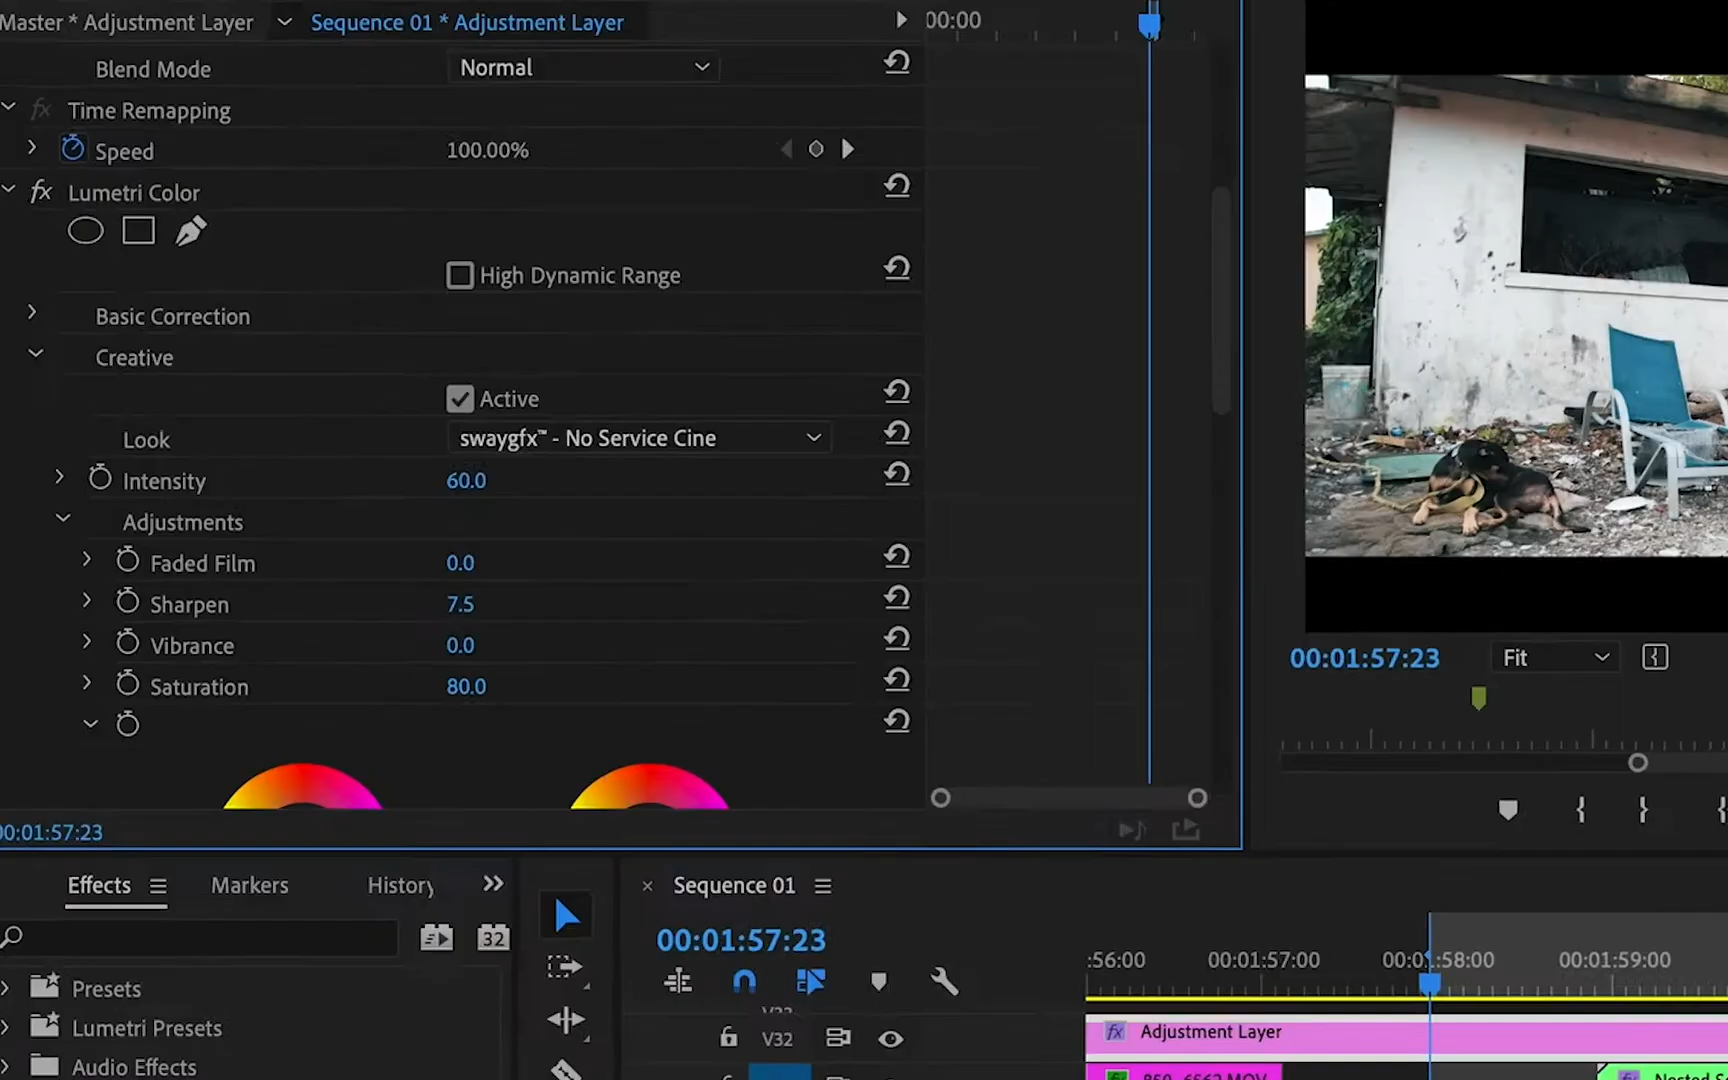 Master * Adjustment Layer
Sequence 01 * Adjustment Layer
00:00
Blend Mode
Normal
fx Time Remapping
Speed
100.00%
fx Lumetri Color
High Dynamic Range
Basic Correction
Creative
Active
Look
swaygfx™ - No Service Cine
Intensity
60.0
Adjustments
Faded Film
0.0
Sharpen
7.5
Vibrance
0.0
Saturation
80.0
00:01:57:23
Fit
00:01:57:23
Effects
Markers
History
32
Presets
Lumetri Presets
Audio Effects
× Sequence 01
00:01:57:23
:56:00
00:01:57:00
00:01:58:00
00:01:59:00
V32
fx Adjustment Layer